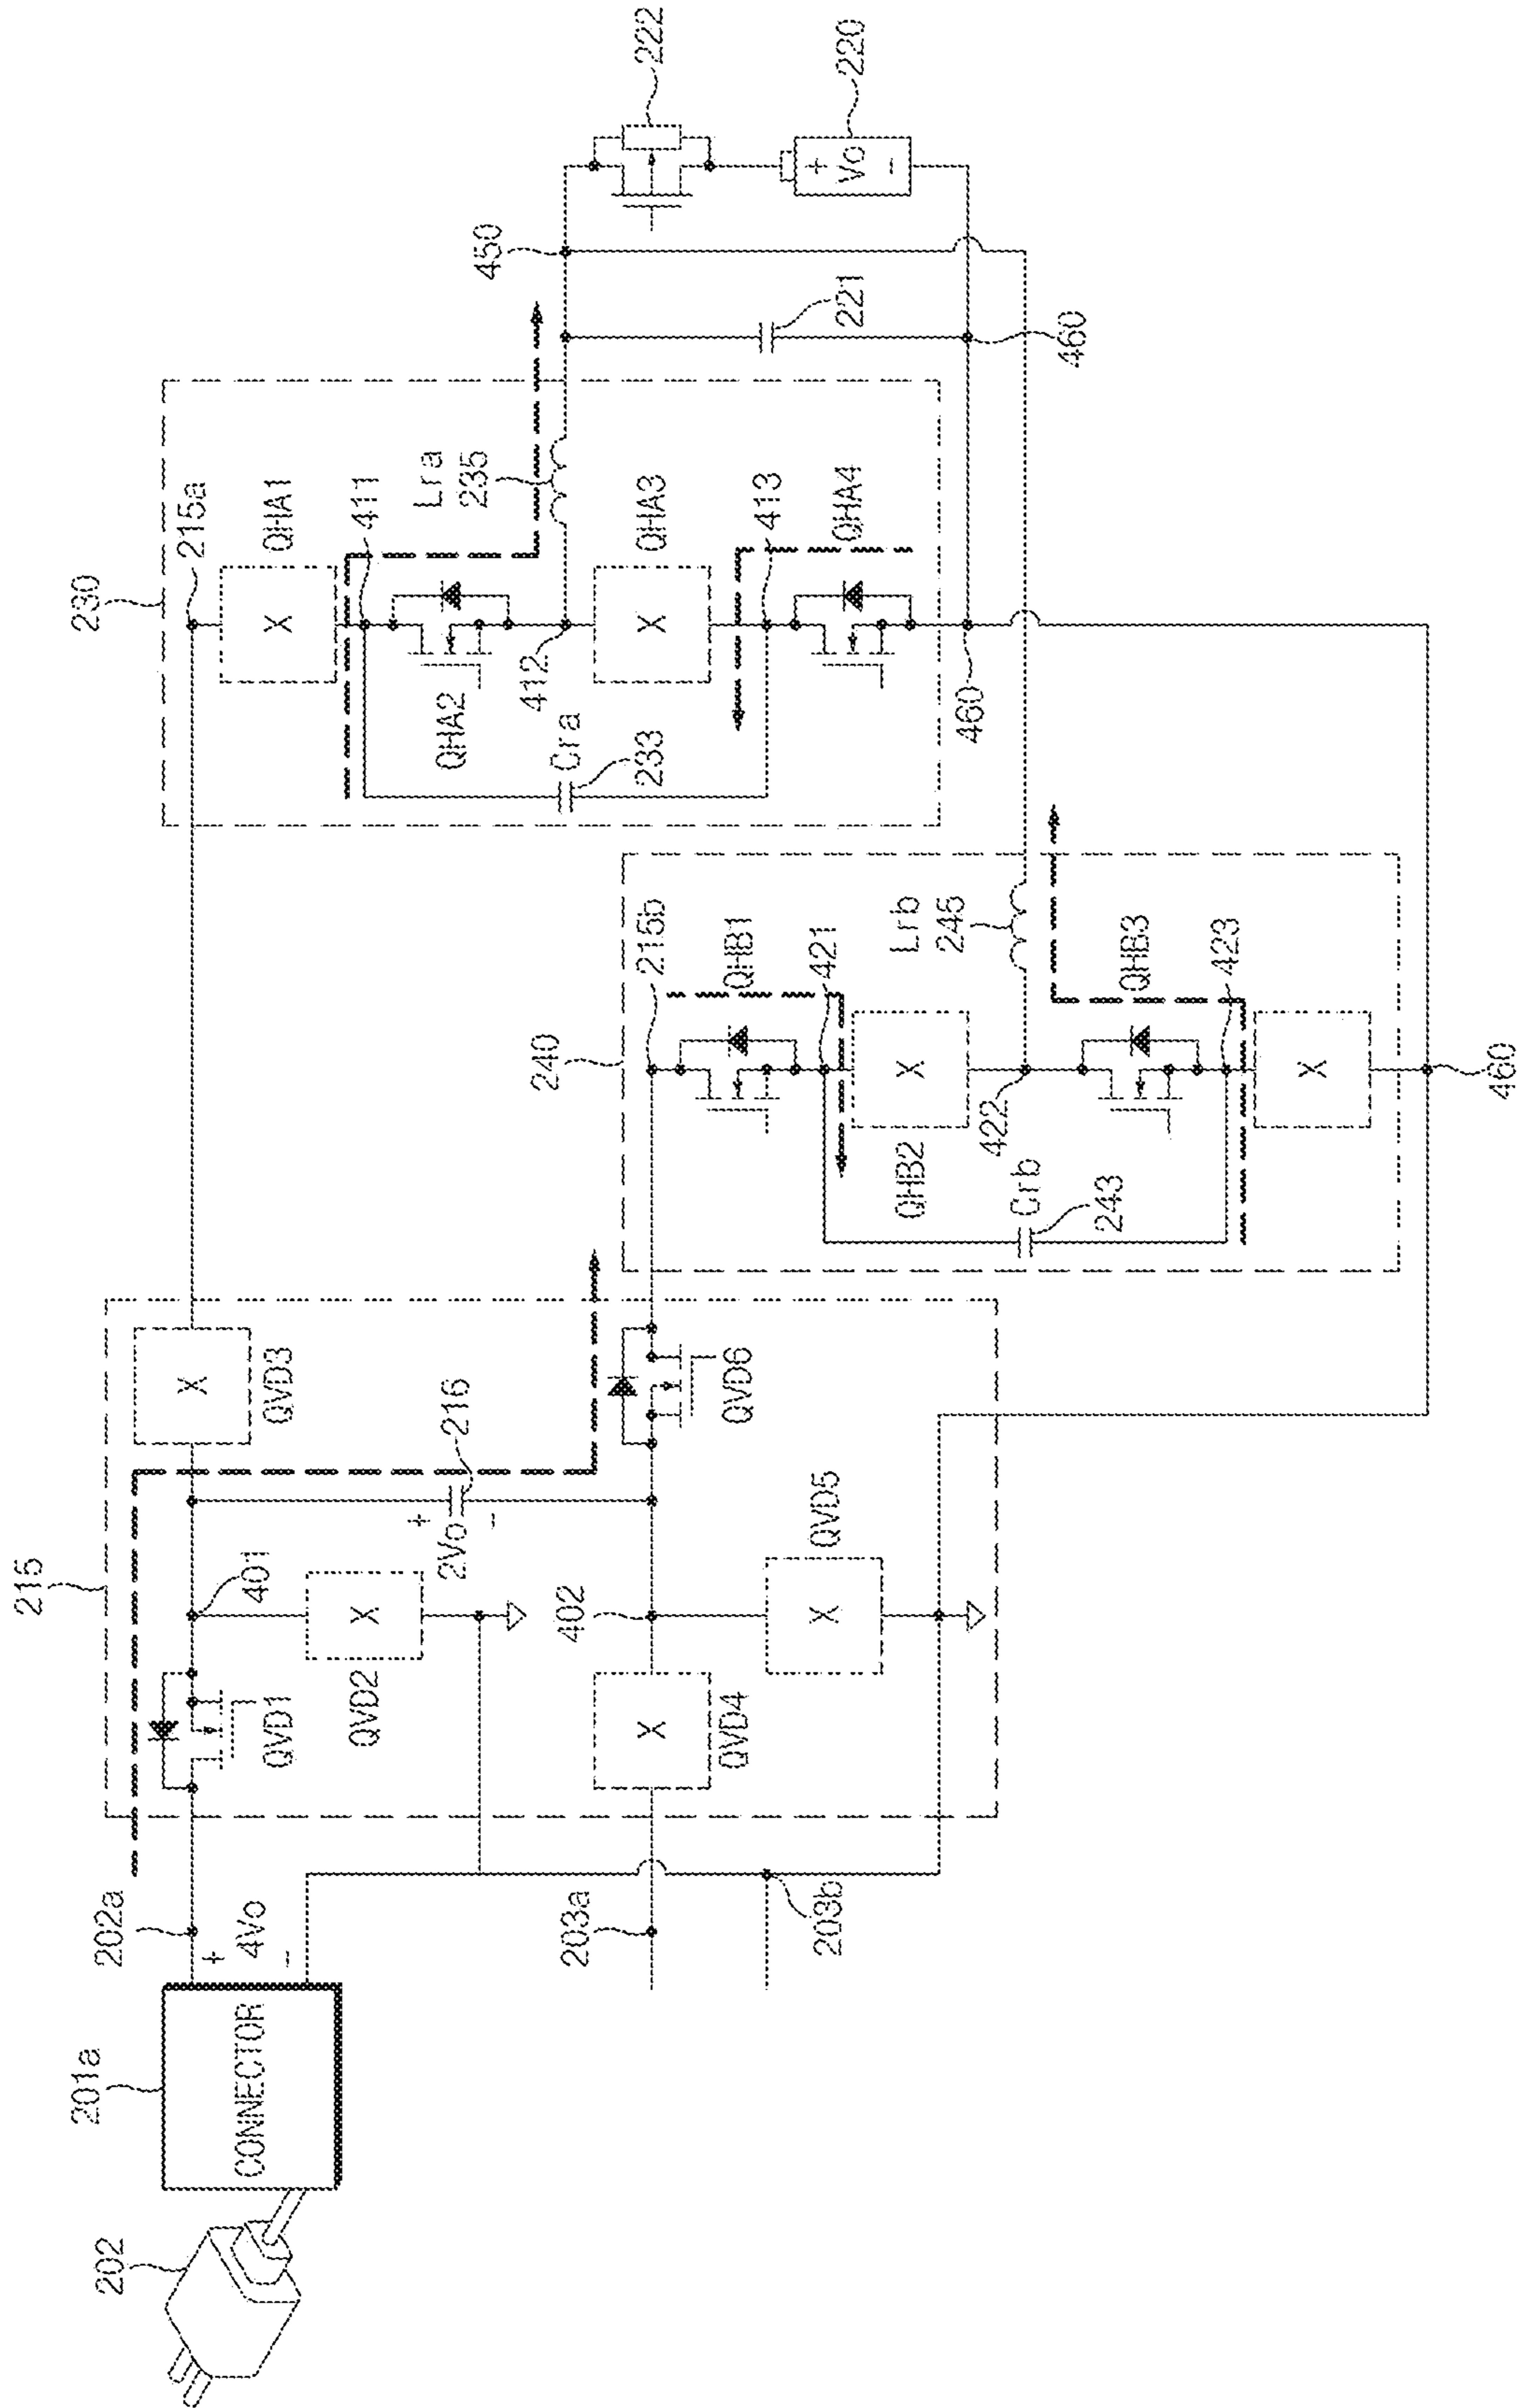 202
201a
CONNECTOR
202a
+
4Vo
-
203a
203b
215
QVD1
401
QVD2
X
QVD3
X
+
2Vo
-
216
402
QVD4
X
QVD5
X
QVD6
230
215a
QHA1
X
411
QHA2
Lra
235
412
Cra
233
QHA3
X
413
QHA4
460
240
215b
QHB1
421
QHB2
X
Lrb
245
422
Crb
243
QHB3
423
X
460
450
221
460
222
220
+
Vo
-